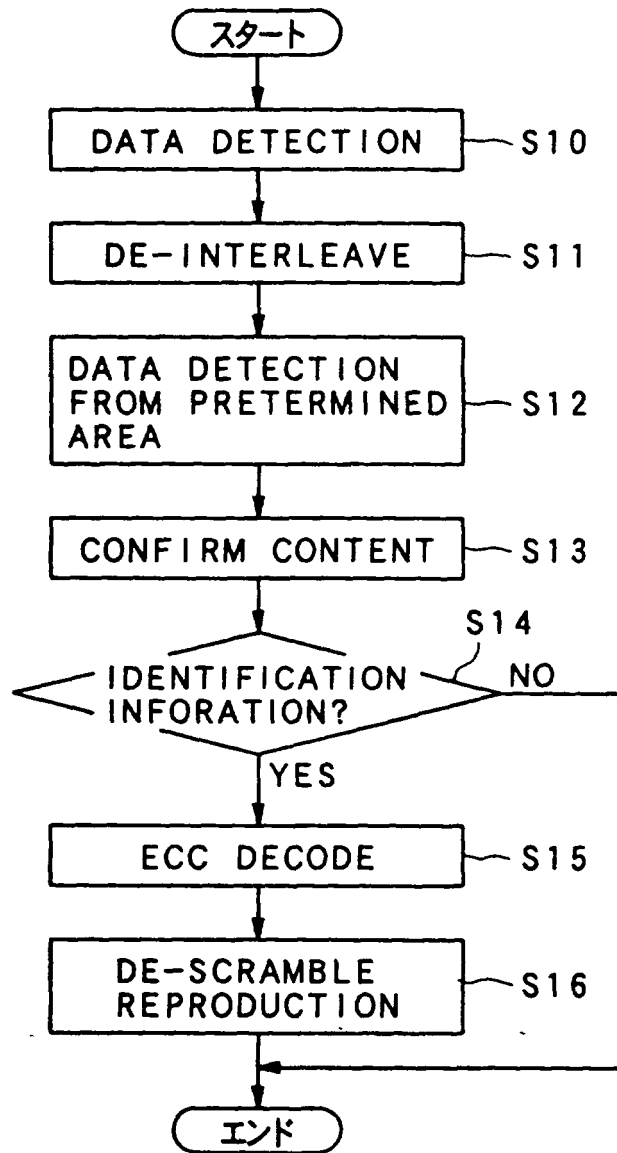 スタート
DATA DETECTION
S10
DE-INTERLEAVE
S11
DATA DETECTION
FROM PRETERMINED
AREA
S12
CONFIRM CONTENT
S13
S14
IDENTIFICATION
INFORATION?
NO
YES
ECC DECODE
S15
DE-SCRAMBLE
REPRODUCTION
S16
エンド